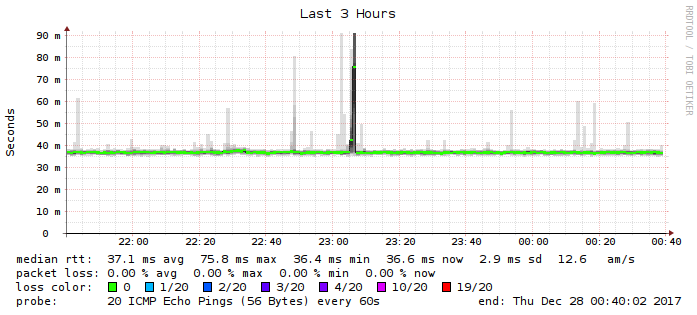 Last 3 Hours
RRDTOOL / TOBI OETIKER
Seconds
90 m
80 m
70 m
60 m
50 m
40 m
30 m
20 m
10 m
0
22:00 22:20 22:40 23:00 23:20 23:40 00:00 00:20 00:40
median rtt: 37.1 ms avg 75.8 ms max 36.4 ms min 36.6 ms now 2.9 ms sd 12.6 am/s
packet loss: 0.00 % avg 0.00 % max 0.00 % min 0.00 % now
loss color: 0 1/20 2/20 3/20 4/20 10/20 19/20
probe: 20 ICMP Echo Pings (56 Bytes) every 60s end: Thu Dec 28 00:40:02 2017